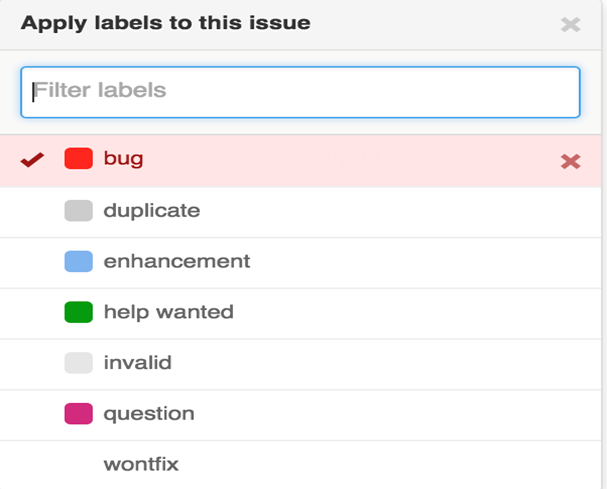 Apply labels to this issue
Filter labels
bug
duplicate
enhancement
help wanted
invalid
question
wontfix